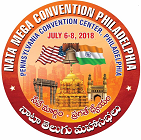 NATA MEGA CONVENTION PHILADELPHIA
PENNSYLVANIA CONVENTION CENTER, PHILADELPHIA
JULY 6-8, 2018
నాటా తెలుగు మహాసభలు